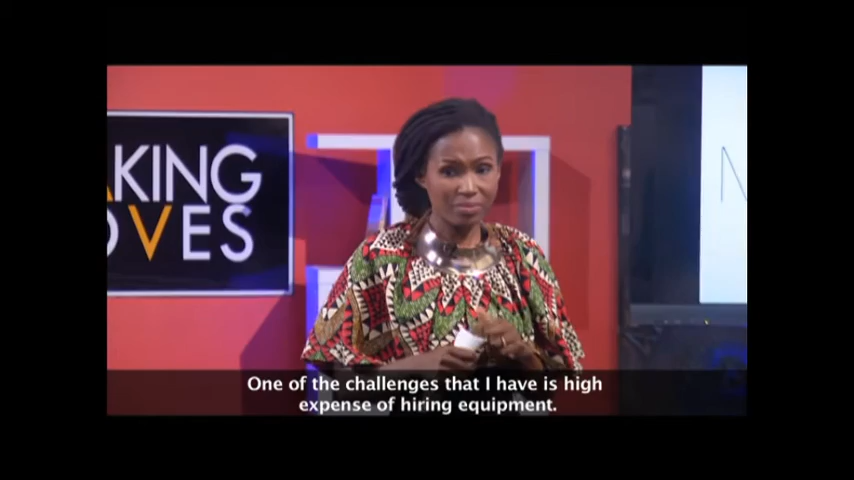 AKING
OVES
N
One of the challenges that I have is high
expense of hiring equipment.